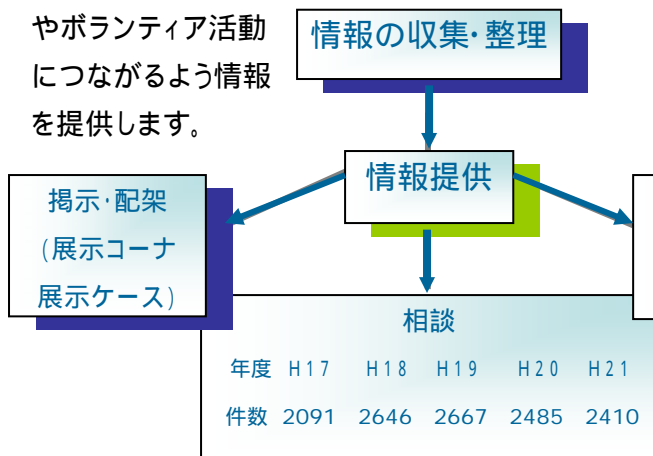 やボランティア活動
につながるよう情報
を提供します。
情報の収集・整理
情報提供
掲示・配架
(展示コーナ
展示ケース)
相談
年度 H17 H18 H19 H20 H21
件数 2091 2646 2667 2485 2410